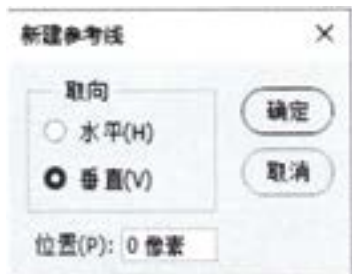 新建参考线
取向
水平(H)
垂直(V)
确定
取消
位置(P): 0 像素